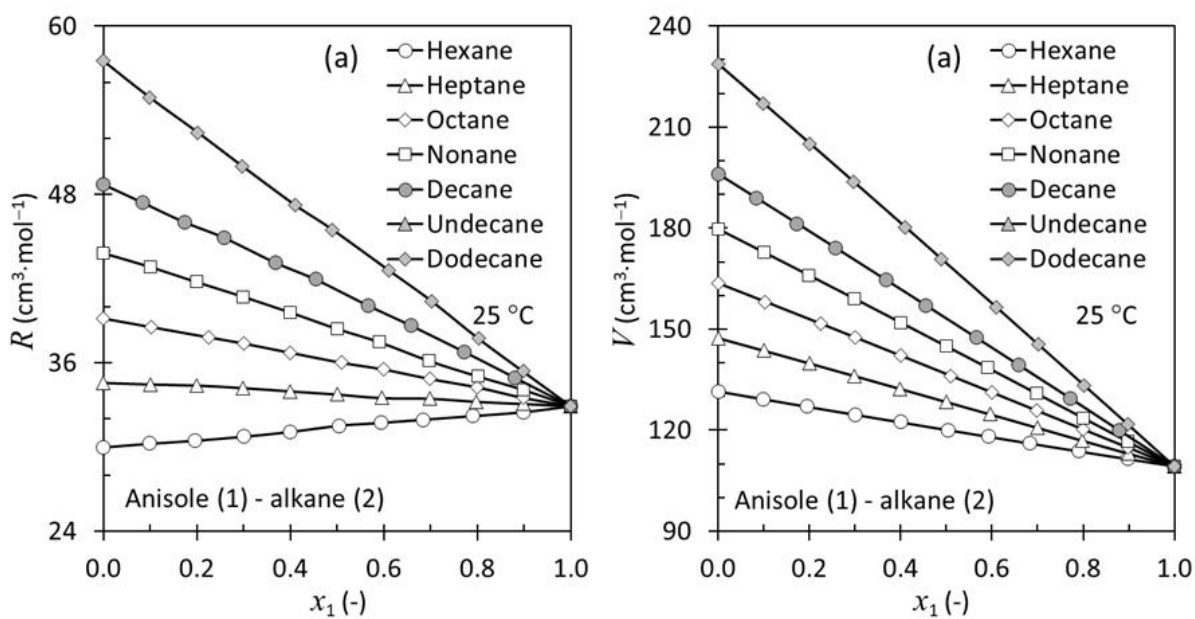 60
48
36
24
R (cm³·mol⁻¹)
(a)
Hexane
Heptane
Octane
Nonane
Decane
Undecane
Dodecane
25 °C
Anisole (1) - alkane (2)
0.0 0.2 0.4 0.6 0.8 1.0
x₁ (-)
240
210
180
150
120
90
V (cm³·mol⁻¹)
(a)
Hexane
Heptane
Octane
Nonane
Decane
Undecane
Dodecane
25 °C
Anisole (1) - alkane (2)
0.0 0.2 0.4 0.6 0.8 1.0
x₁ (-)